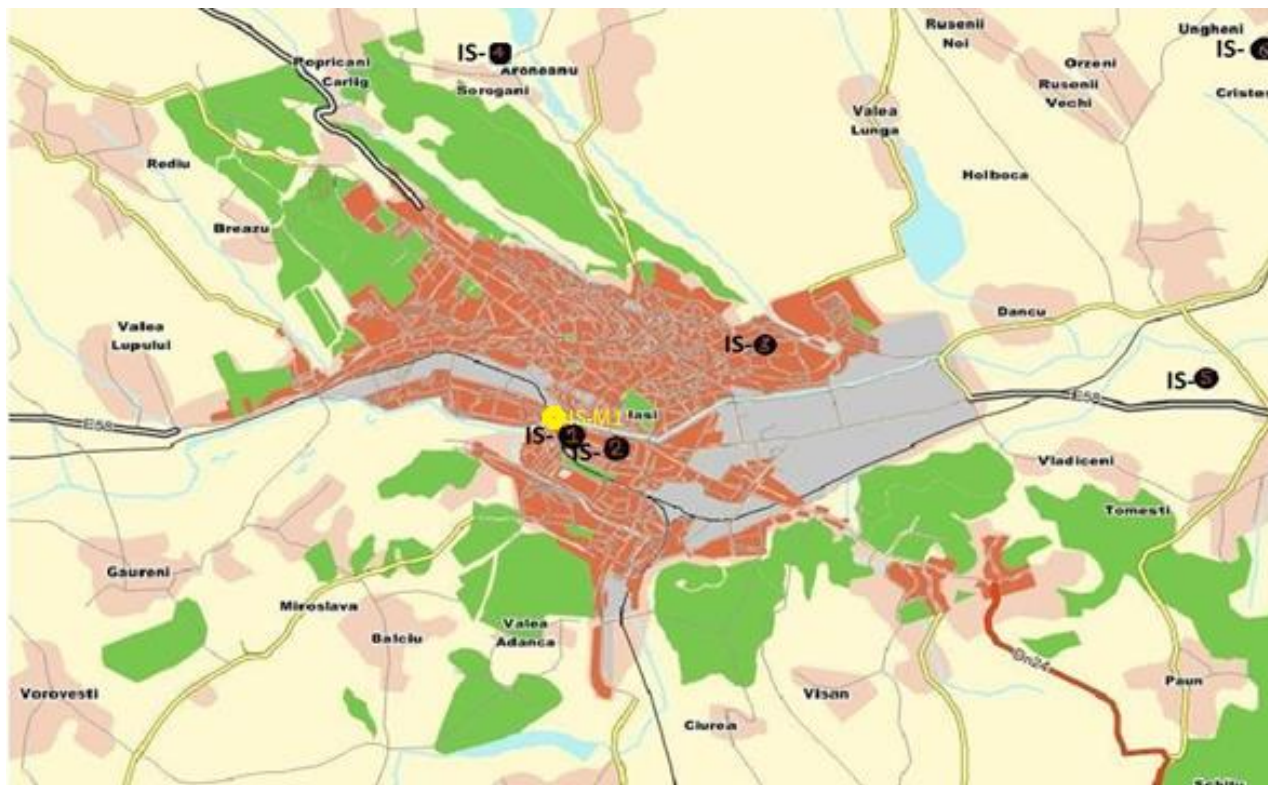 Rusenii
Noi
Ungheni
IS-4
IS-6
Popricani
Aroneanu
Orzeni
Carlig
Sorogani
Rusenii
Vechi
Valea
Lunga
Rediu
Holboca
Breazu
Dancu
Valea
Lupului
IS-3
IS-5
E58
E58
IS-M1
Iasi
IS-1
IS-2
Vladiceni
Tomesti
Gaureni
Miroslava
Balciu
Valea
Adanca
Dn24
Vorovesti
Visan
Paun
Ciurea